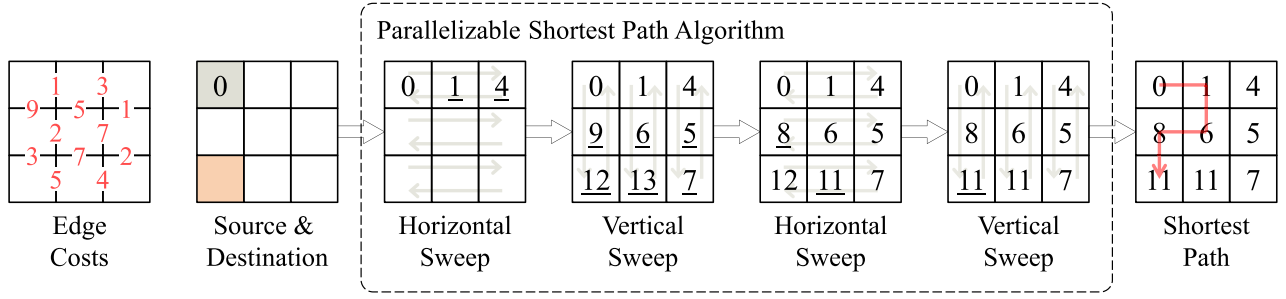 Parallelizable Shortest Path Algorithm
1 3
9 5 1
2 7
3 7 2
5 4
Edge
Costs
0
Source &
Destination
0 1 4
Horizontal
Sweep
0 1 4
9 6 5
12 13 7
Vertical
Sweep
0 1 4
8 6 5
12 11 7
Horizontal
Sweep
0 1 4
8 6 5
11 11 7
Vertical
Sweep
0 1 4
8 6 5
11 11 7
Shortest
Path